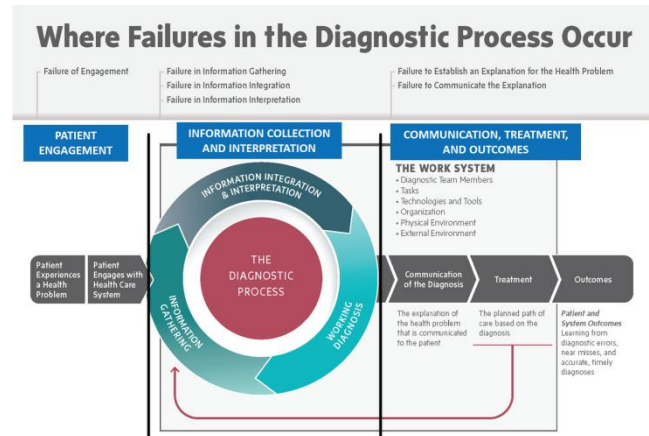 Where Failures in the Diagnostic Process Occur
Failure of Engagement
Failure in Information Gathering
Failure in Information Integration
Failure in Information Interpretation
Failure to Establish an Explanation for the Health Problem
Failure to Communicate the Explanation
PATIENT
ENGAGEMENT
INFORMATION COLLECTION
AND INTERPRETATION
COMMUNICATION, TREATMENT,
AND OUTCOMES
THE WORK SYSTEM
• Diagnostic Team Members
• Tasks
• Technologies and Tools
• Organization
• Physical Environment
• External Environment
INFORMATION INTEGRATION
& INTERPRETATION
THE
DIAGNOSTIC
PROCESS
INFORMATION
GATHERING
WORKING
DIAGNOSIS
Patient
Experiences
a Health
Problem
Patient
Engages with
Health Care
System
Communication
of the Diagnosis
Treatment
Outcomes
The explanation of
the health problem
that is communicated
to the patient
The planned path of
care based on the
diagnosis
Patient and
System Outcomes
Learning from
diagnostic errors,
near misses, and
accurate, timely
diagnoses